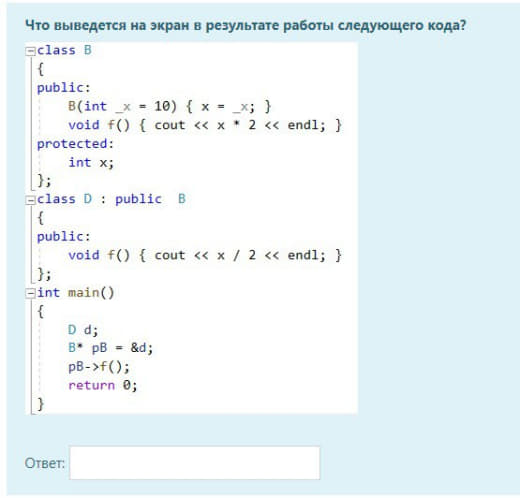 Что выведется на экран в результате работы следующего кода?
class B
{
public:
B(int _x = 10) { x = _x; }
void f() { cout << x * 2 << endl; }
protected:
int x;
};
class D : public B
{
public:
void f() { cout << x / 2 << endl; }
};
int main()
{
D d;
B* pB = &d;
pB->f();
return 0;
}
Ответ: